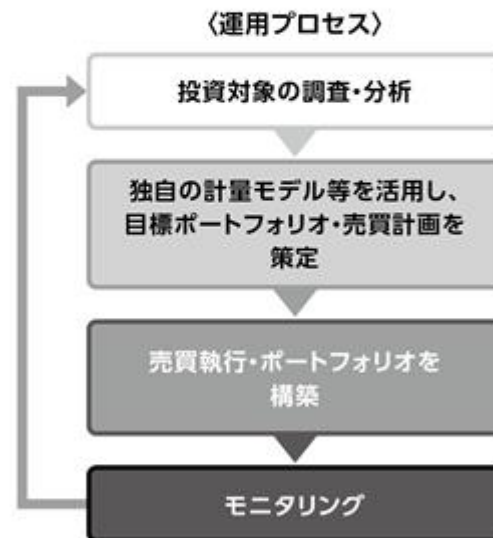 〈運用プロセス〉
投資対象の調査・分析
独自の計量モデル等を活用し、
目標ポートフォリオ・売買計画を
策定
売買執行・ポートフォリオを
構築
モニタリング